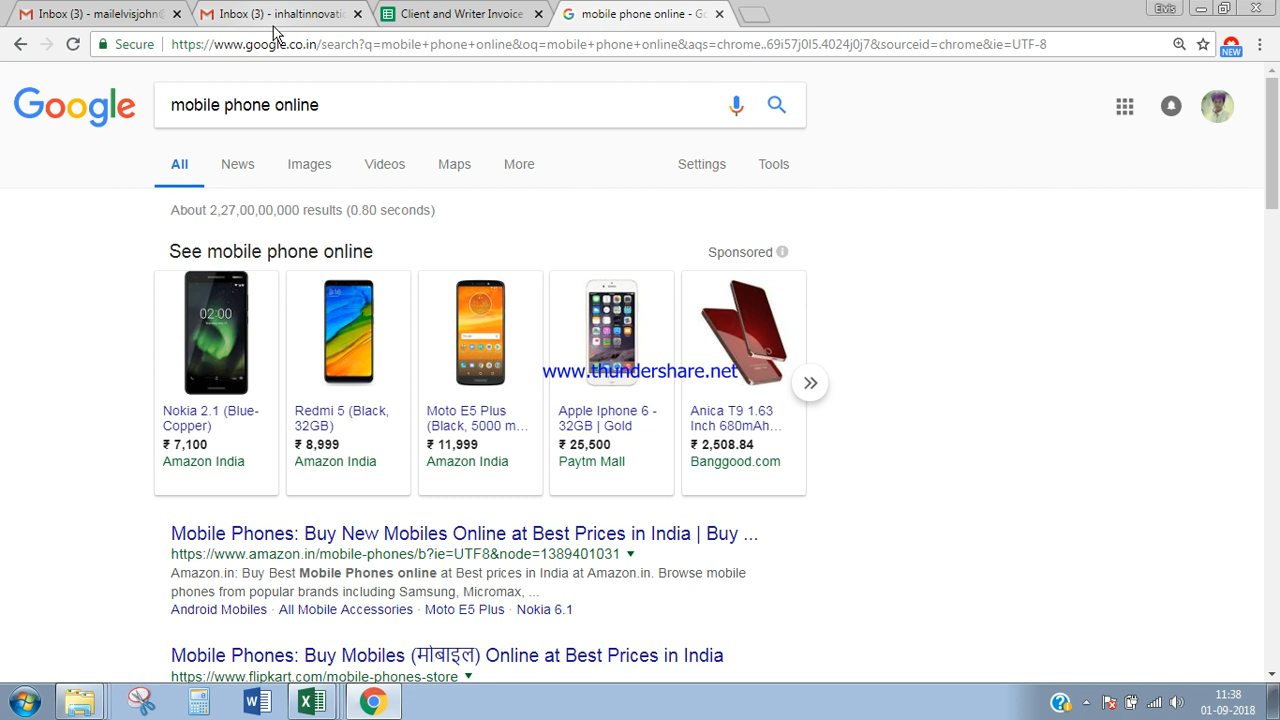 Inbox (3) - mailelvisjohn@
Inbox (3) - inhaltinnovatic
Client and Writer Invoice
mobile phone online - Go
Elvis
Secure
https://www.google.co.in/search?q=mobile+phone+online&oq=mobile+phone+online&aqs=chrome..69i57j0l5.4024j0j7&sourceid=chrome&ie=UTF-8
NEW
Google
mobile phone online
All
News
Images
Videos
Maps
More
Settings
Tools
About 2,27,00,00,000 results (0.80 seconds)
See mobile phone online
Sponsored
02:00
www.thundershare.net
Nokia 2.1 (Blue-
Copper)
₹ 7,100
Amazon India
Redmi 5 (Black,
32GB)
₹ 8,999
Amazon India
Moto E5 Plus
(Black, 5000 m...
₹ 11,999
Amazon India
Apple Iphone 6 -
32GB | Gold
₹ 25,500
Paytm Mall
Anica T9 1.63
Inch 680mAh...
₹ 2,508.84
Banggood.com
Mobile Phones: Buy New Mobiles Online at Best Prices in India | Buy ...
https://www.amazon.in/mobile-phones/b?ie=UTF8&node=1389401031
Amazon.in: Buy Best Mobile Phones online at Best prices in India at Amazon.in. Browse mobile
phones from popular brands including Samsung, Micromax, ...
Android Mobiles · All Mobile Accessories · Moto E5 Plus · Nokia 6.1
Mobile Phones: Buy Mobiles (मोबाइल) Online at Best Prices in India
https://www.flipkart.com/mobile-phones-store
11:38
01-09-2018